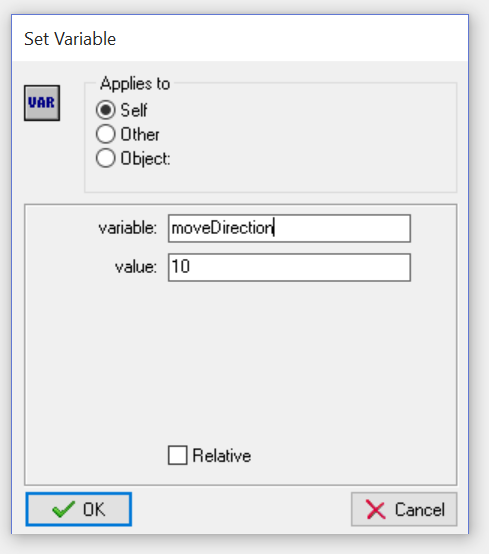 Set Variable
Applies to
VAR
Self
Other
Object:
variable: moveDirection
value: 10
Relative
OK Cancel